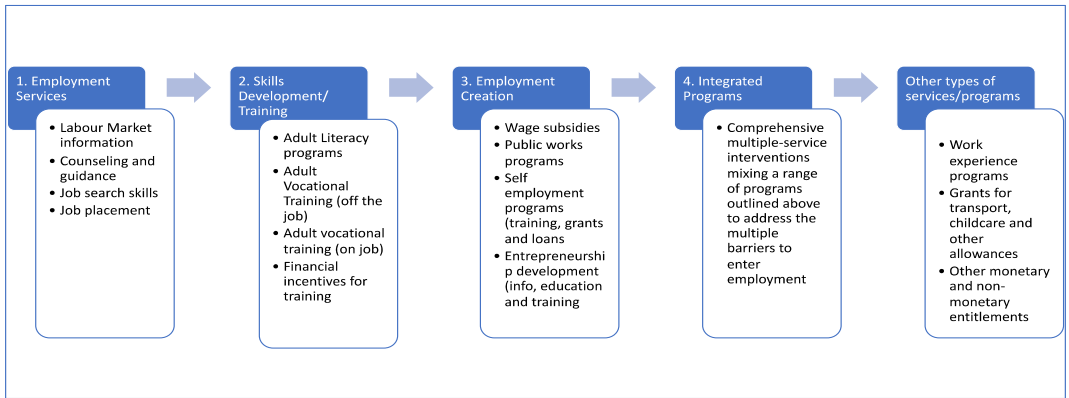 1. Employment
Services
• Labour Market
information
• Counseling and
guidance
• Job search skills
• Job placement
2. Skills
Development/
Training
• Adult Literacy
programs
• Adult
Vocational
Training (off the
job)
• Adult vocational
training (on job)
• Financial
incentives for
training
3. Employment
Creation
• Wage subsidies
• Public works
programs
• Self
employment
programs
(training, grants
and loans
• Entrepreneurshi
p development
(info, education
and training
4. Integrated
Programs
• Comprehensive
multiple-service
interventions
mixing a range
of programs
outlined above
to address the
multiple
barriers to
enter
employment
Other types of
services/programs
• Work
experience
programs
• Grants for
transport,
childcare and
other
allowances
• Other monetary
and non-
monetary
entitlements